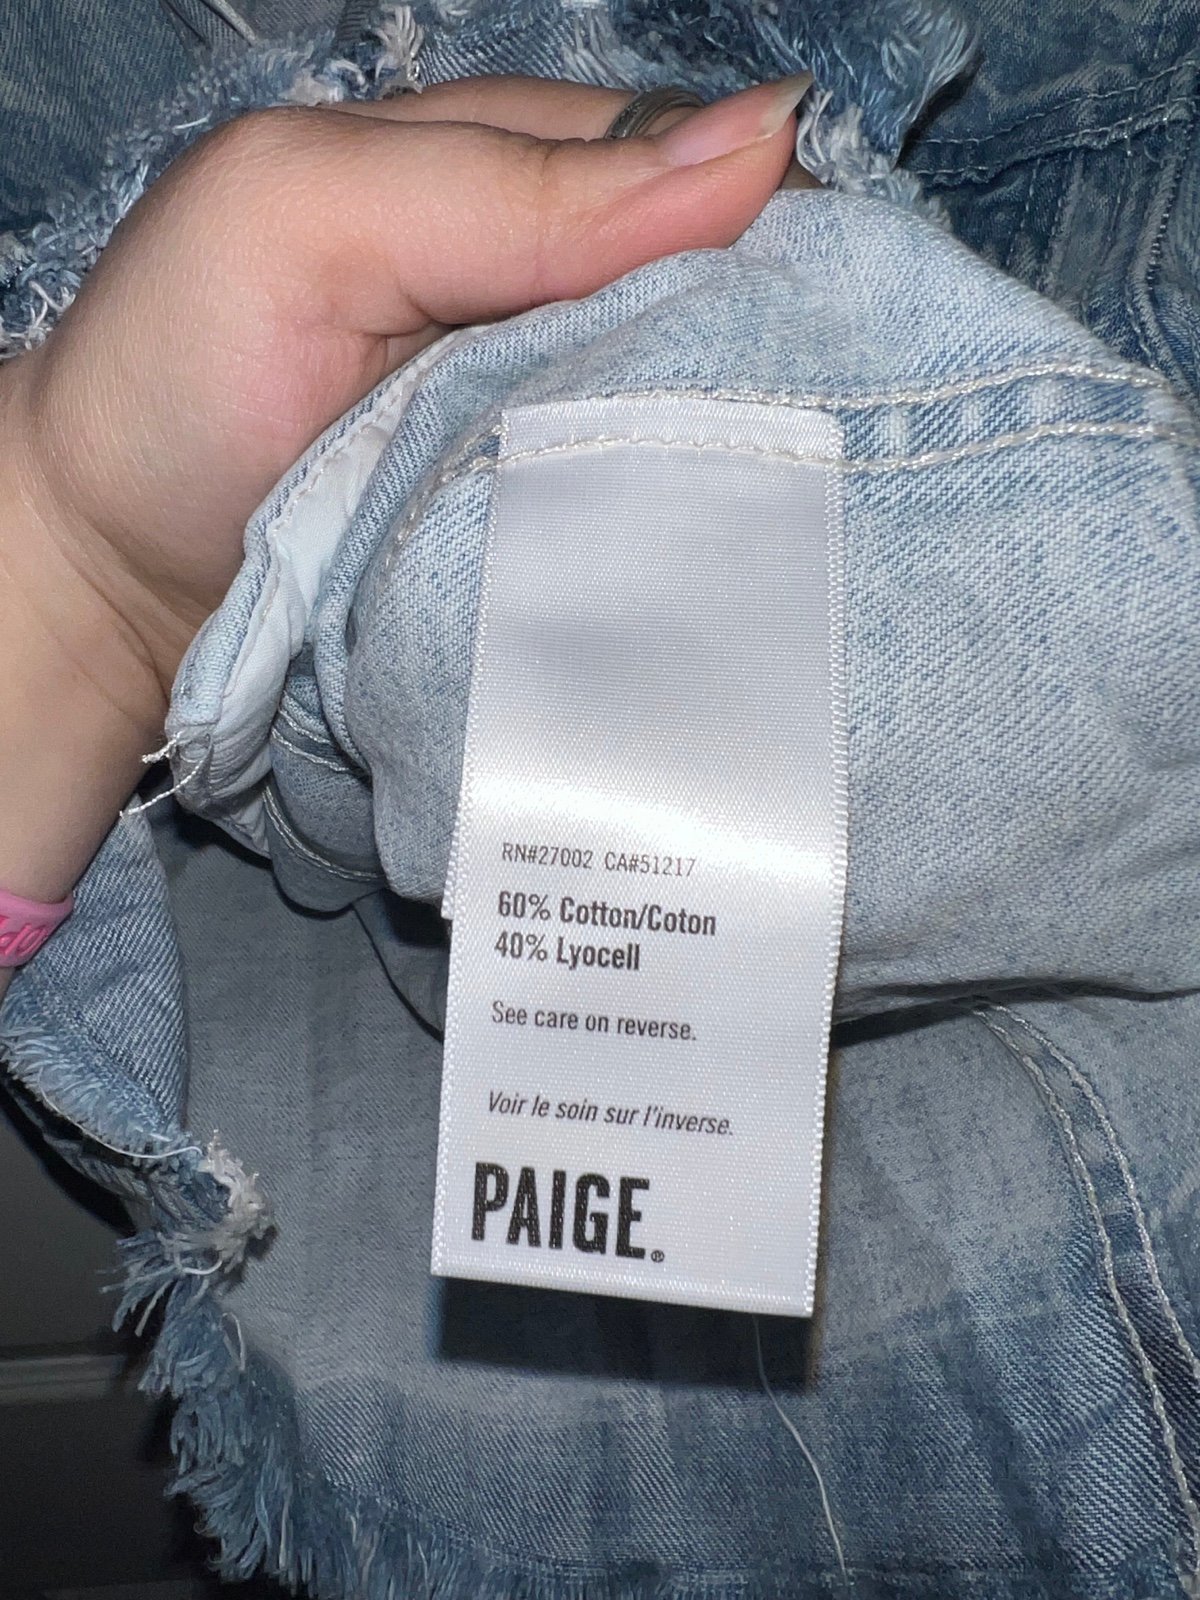 RN#27002 CA#51217
60% Cotton/Coton
40% Lyocell
See care on reverse.
Voir le soin sur l'inverse.
PAIGE®